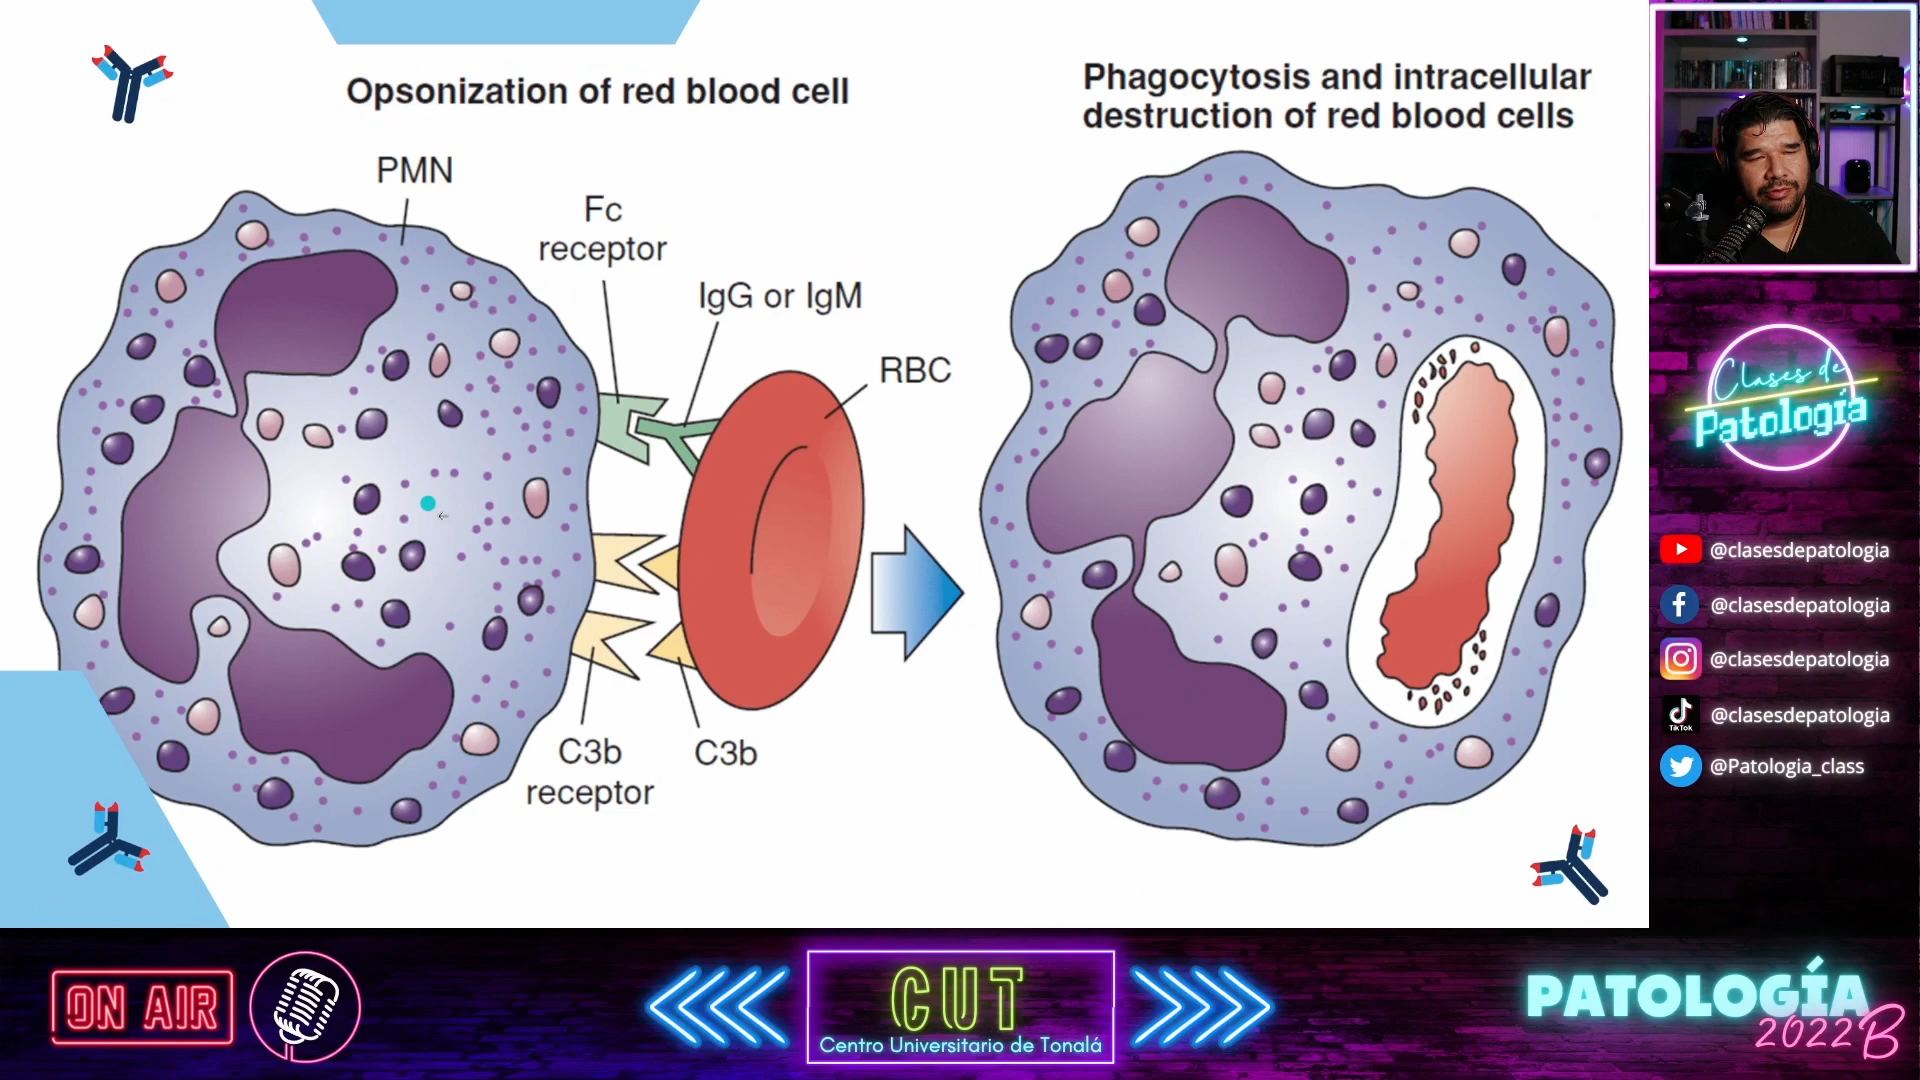 Opsonization of red blood cell
Phagocytosis and intracellular
destruction of red blood cells
PMN
Fc
receptor
IgG or IgM
RBC
C3b
receptor
C3b
Clases de
Patología
@clasesdepatologia
@clasesdepatologia
@clasesdepatologia
TikTok
@clasesdepatologia
@Patologia_class
ON AIR
CUT
Centro Universitario de Tonalá
PATOLOGÍA
2022B